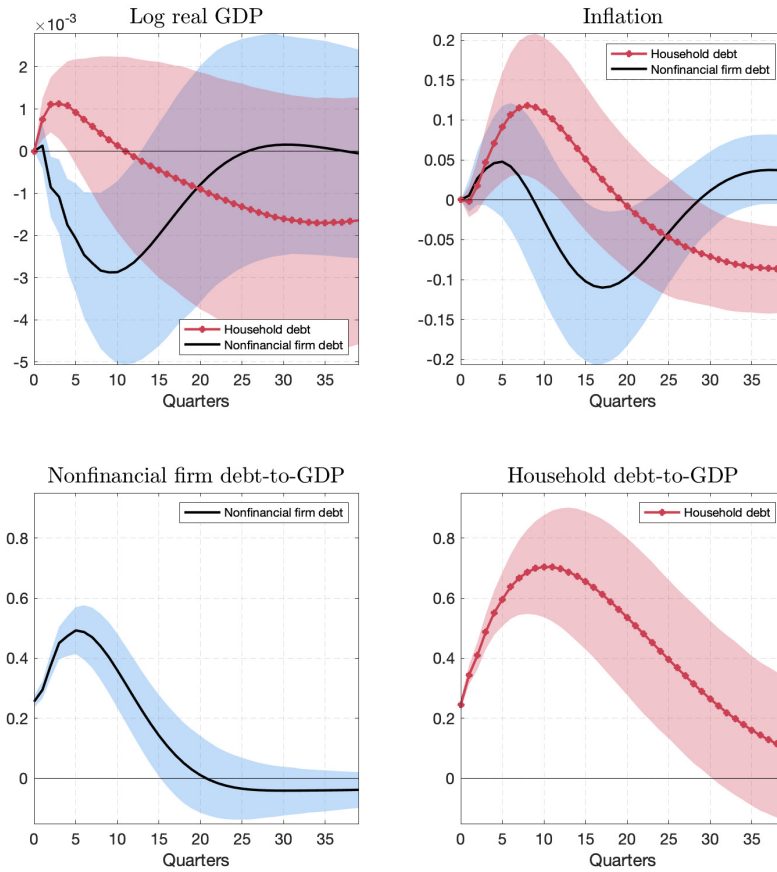 Log real GDP
×10⁻³
2
1
0
-1
-2
-3
-4
-5
Household debt
Nonfinancial firm debt
0 5 10 15 20 25 30 35
Quarters
Inflation
0.2
0.15
0.1
0.05
0
-0.05
-0.1
-0.15
-0.2
Household debt
Nonfinancial firm debt
0 5 10 15 20 25 30 35
Quarters
Nonfinancial firm debt-to-GDP
0.8
0.6
0.4
0.2
0
Nonfinancial firm debt
0 5 10 15 20 25 30 35
Quarters
Household debt-to-GDP
0.8
0.6
0.4
0.2
0
Household debt
0 5 10 15 20 25 30 35
Quarters